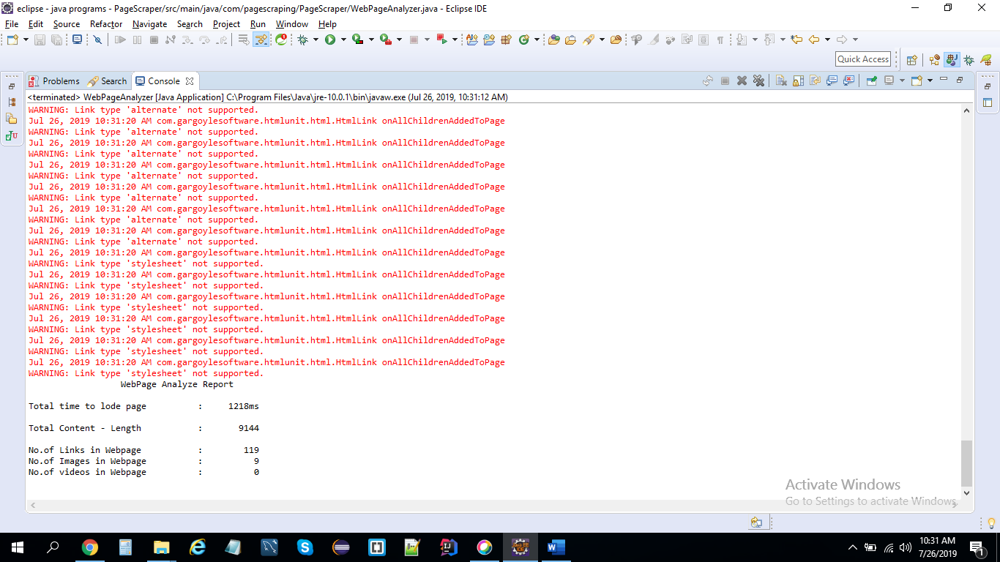 eclipse - java programs - PageScraper/src/main/java/com/pagescraping/PageScraper/WebPageAnalyzer.java - Eclipse IDE
File Edit Source Refactor Navigate Search Project Run Window Help
Quick Access
Problems Search Console
<terminated> WebPageAnalyzer [Java Application] C:\Program Files\Java\jre-10.0.1\bin\javaw.exe (Jul 26, 2019, 10:31:12 AM)
WARNING: Link type 'alternate' not supported.
Jul 26, 2019 10:31:20 AM com.gargoylesoftware.htmlunit.html.HtmlLink onAllChildrenAddedToPage
WARNING: Link type 'alternate' not supported.
Jul 26, 2019 10:31:20 AM com.gargoylesoftware.htmlunit.html.HtmlLink onAllChildrenAddedToPage
WARNING: Link type 'alternate' not supported.
Jul 26, 2019 10:31:20 AM com.gargoylesoftware.htmlunit.html.HtmlLink onAllChildrenAddedToPage
WARNING: Link type 'alternate' not supported.
Jul 26, 2019 10:31:20 AM com.gargoylesoftware.htmlunit.html.HtmlLink onAllChildrenAddedToPage
WARNING: Link type 'alternate' not supported.
Jul 26, 2019 10:31:20 AM com.gargoylesoftware.htmlunit.html.HtmlLink onAllChildrenAddedToPage
WARNING: Link type 'alternate' not supported.
Jul 26, 2019 10:31:20 AM com.gargoylesoftware.htmlunit.html.HtmlLink onAllChildrenAddedToPage
WARNING: Link type 'alternate' not supported.
Jul 26, 2019 10:31:20 AM com.gargoylesoftware.htmlunit.html.HtmlLink onAllChildrenAddedToPage
WARNING: Link type 'stylesheet' not supported.
Jul 26, 2019 10:31:20 AM com.gargoylesoftware.htmlunit.html.HtmlLink onAllChildrenAddedToPage
WARNING: Link type 'stylesheet' not supported.
Jul 26, 2019 10:31:20 AM com.gargoylesoftware.htmlunit.html.HtmlLink onAllChildrenAddedToPage
WARNING: Link type 'stylesheet' not supported.
Jul 26, 2019 10:31:20 AM com.gargoylesoftware.htmlunit.html.HtmlLink onAllChildrenAddedToPage
WARNING: Link type 'stylesheet' not supported.
Jul 26, 2019 10:31:20 AM com.gargoylesoftware.htmlunit.html.HtmlLink onAllChildrenAddedToPage
WARNING: Link type 'stylesheet' not supported.
Jul 26, 2019 10:31:20 AM com.gargoylesoftware.htmlunit.html.HtmlLink onAllChildrenAddedToPage
WARNING: Link type 'stylesheet' not supported.
WebPage Analyze Report
Total time to lode page : 1218ms
Total Content - Length : 9144
No.of Links in Webpage : 119
No.of Images in Webpage : 9
No.of videos in Webpage : 0
Activate Windows
Go to Settings to activate Windows.
10:31 AM
7/26/2019